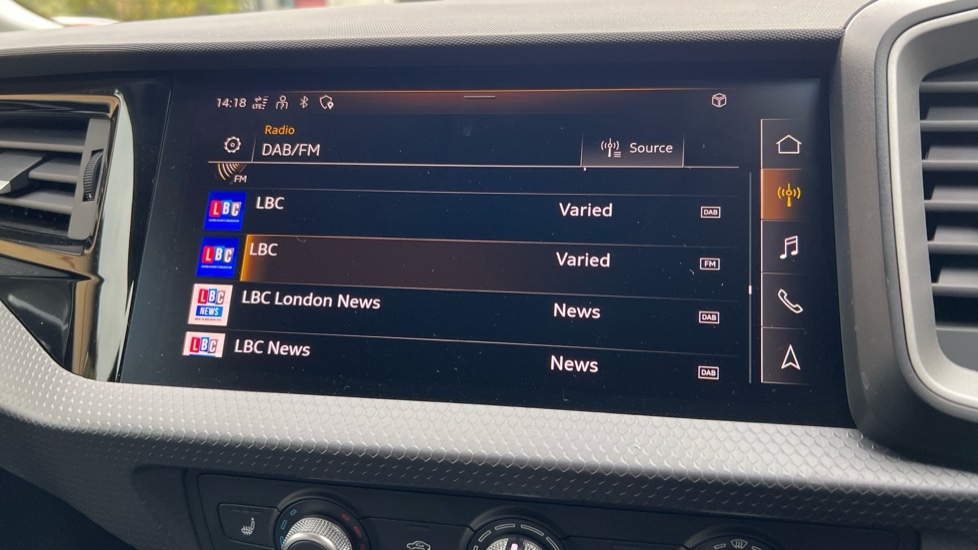 14:18 LTE
Radio
DAB/FM
Source
FM
LBC LBC Varied DAB
LBC LBC Varied FM
LBC NEWS LBC London News News DAB
LBC LBC News News DAB